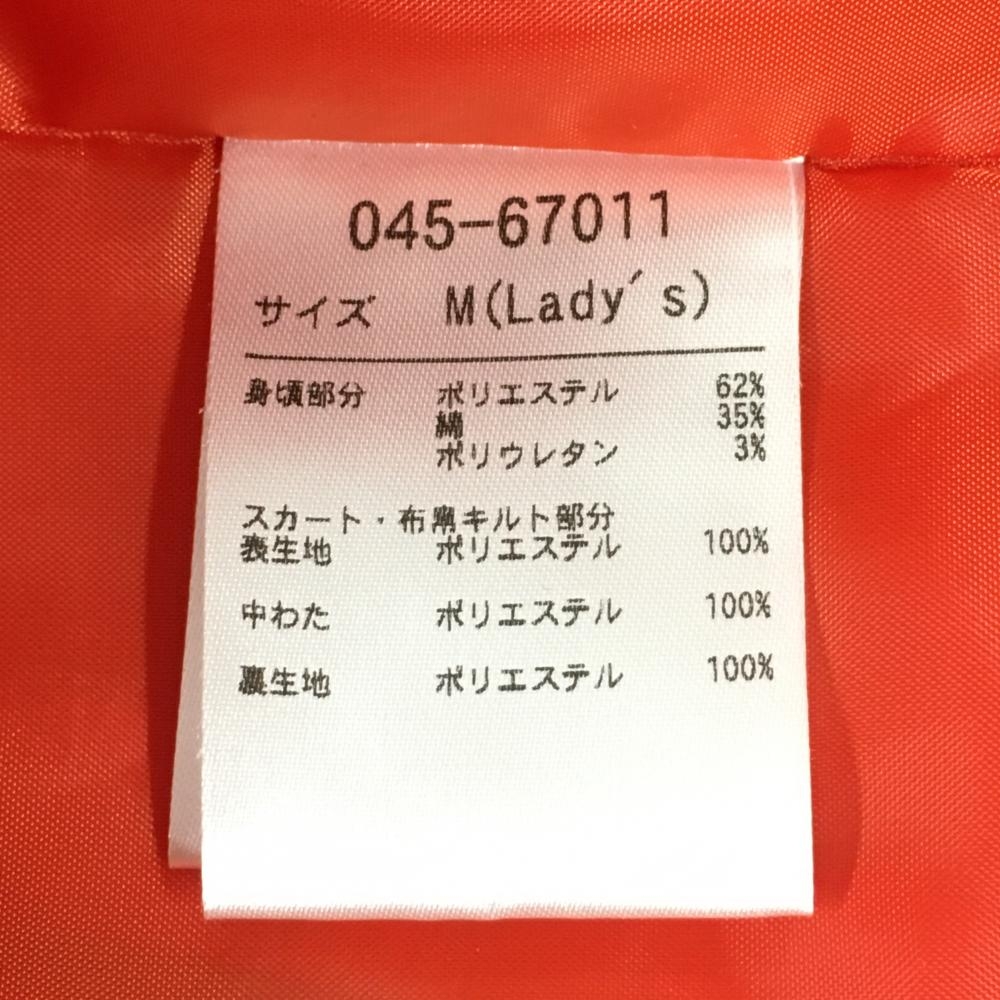 045-67011
サイズ M(Lady's)
身頃部分 ポリエステル 62%
綿 35%
ポリウレタン 3%
スカート・布帛キルト部分
表生地 ポリエステル 100%
中わた ポリエステル 100%
裏生地 ポリエステル 100%